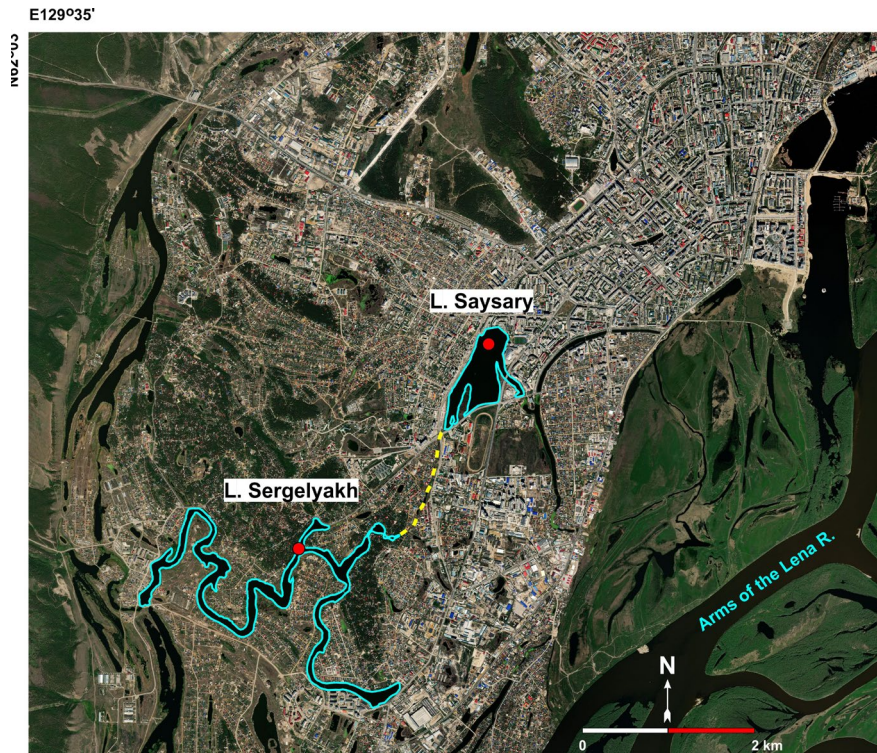 E129º35'
L. Saysary
L. Sergelyakh
Arms of the Lena R.
N
0
2 km